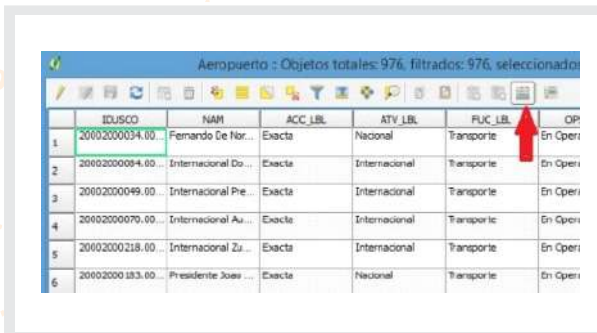 Aeropuerto :: Objetos totales: 976, filtrados: 976, seleccionados
IDUSCO NAM ACC_LBL ATV_LBL FUC_LBL OP
1 20002000034.00... Fernando De Nor... Exacta Nacional Transporte En Oper
2 20002000084.00... Internacional Do... Exacta Internacional Transporte En Oper
3 20002000049.00... Internacional Pre... Exacta Internacional Transporte En Oper
4 20002000070.00... Internacional Au... Exacta Internacional Transporte En Oper
5 20002000218.00... Internacional Zu... Exacta Internacional Transporte En Oper
6 20002000183.00... Presidente Joao ... Exacta Nacional Transporte En Oper